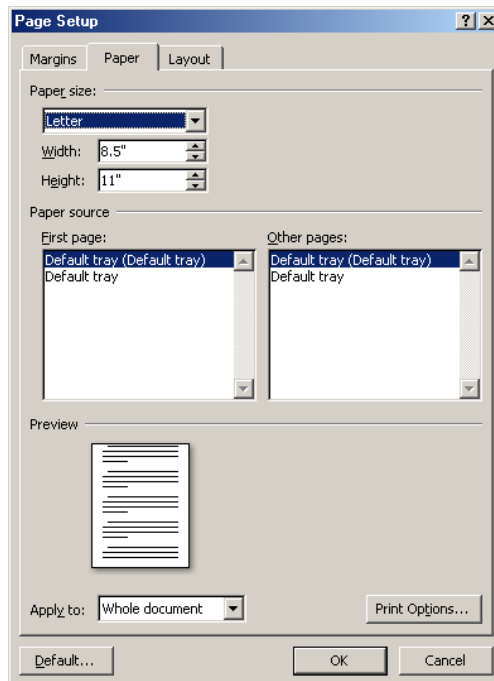 Page Setup
Margins Paper Layout
Paper size:
Letter
Width: 8.5"
Height: 11"
Paper source
First page: Other pages:
Default tray (Default tray) Default tray (Default tray)
Default tray Default tray
Preview
Apply to: Whole document Print Options...
Default... OK Cancel